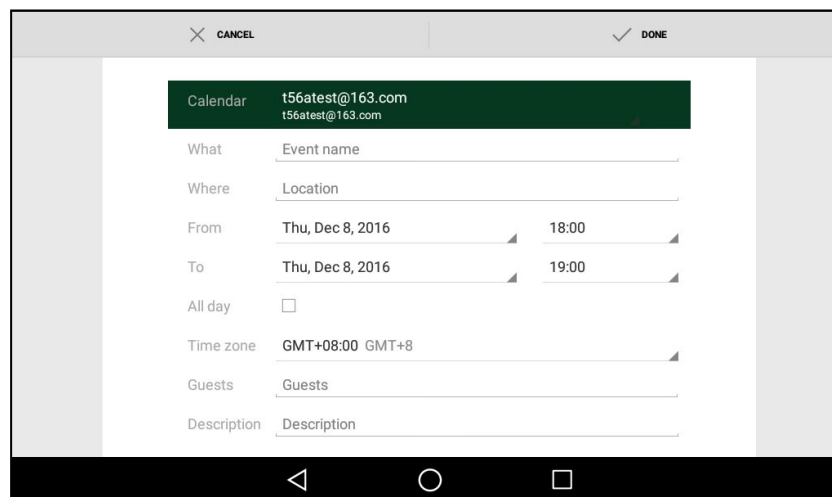 CANCEL DONE
Calendar t56atest@163.com
t56atest@163.com
What Event name
Where Location
From Thu, Dec 8, 2016 18:00
To Thu, Dec 8, 2016 19:00
All day
Time zone GMT+08:00 GMT+8
Guests Guests
Description Description